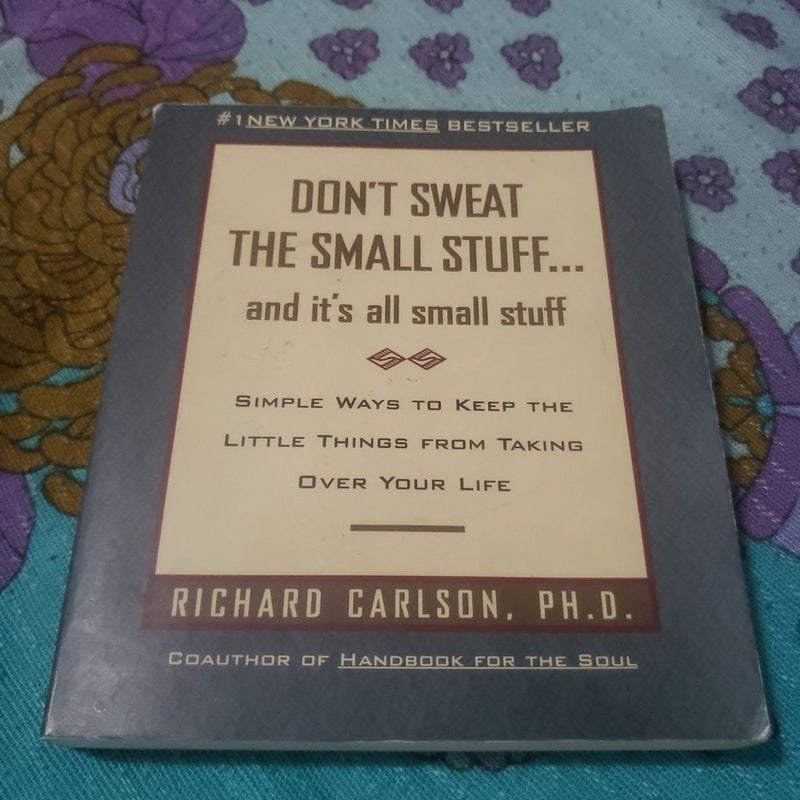 #1 NEW YORK TIMES BESTSELLER
DON'T SWEAT
THE SMALL STUFF...
and it's all small stuff
SIMPLE WAYS TO KEEP THE
LITTLE THINGS FROM TAKING
OVER YOUR LIFE
RICHARD CARLSON, PH.D.
COAUTHOR OF HANDBOOK FOR THE SOUL